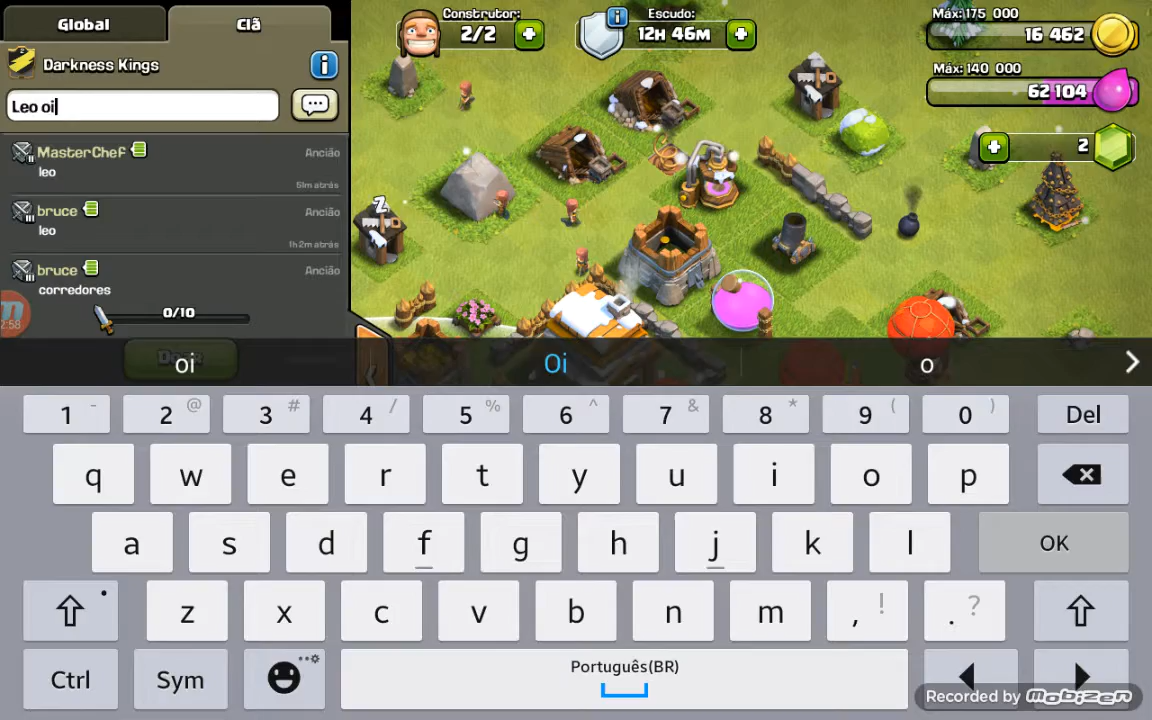 Global
Clã
Darkness Kings
i
Leo oi
MasterChef
Ancião
leo
51m atrás
bruce
Ancião
leo
1h 2m atrás
bruce
Ancião
corredores
2:58
0/10
Construtor:
2/2
+
i
Escudo:
12h 46m
+
Máx: 175 000
16 462
Máx: 140 000
62 104
+
2
z
oi
Oi
o
1 - 2 @ 3 # 4 / 5 % 6 ^ 7 & 8 * 9 ( 0 ) Del
q w e r t y u i o p
a s d f g h j k l OK
z x c v b n m , ! . ?
Ctrl Sym Português(BR)
Recorded by mobizen